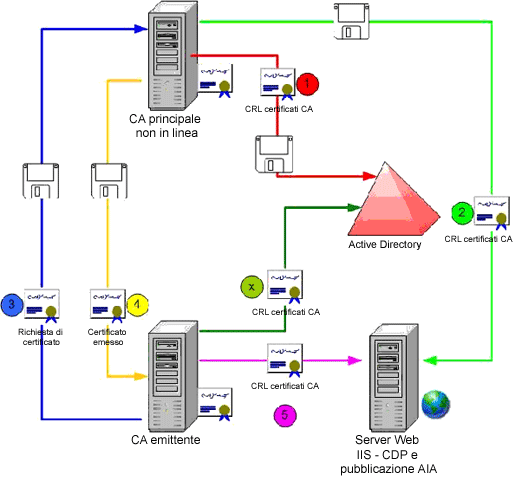 CA principale
non in linea
1
CRL certificati CA
Active Directory
2
CRL certificati CA
3
Richiesta di
certificato
4
Certificato
emesso
x
CRL certificati CA
CRL certificati CA
5
CA emittente
Server Web
IIS - CDP e
pubblicazione AIA